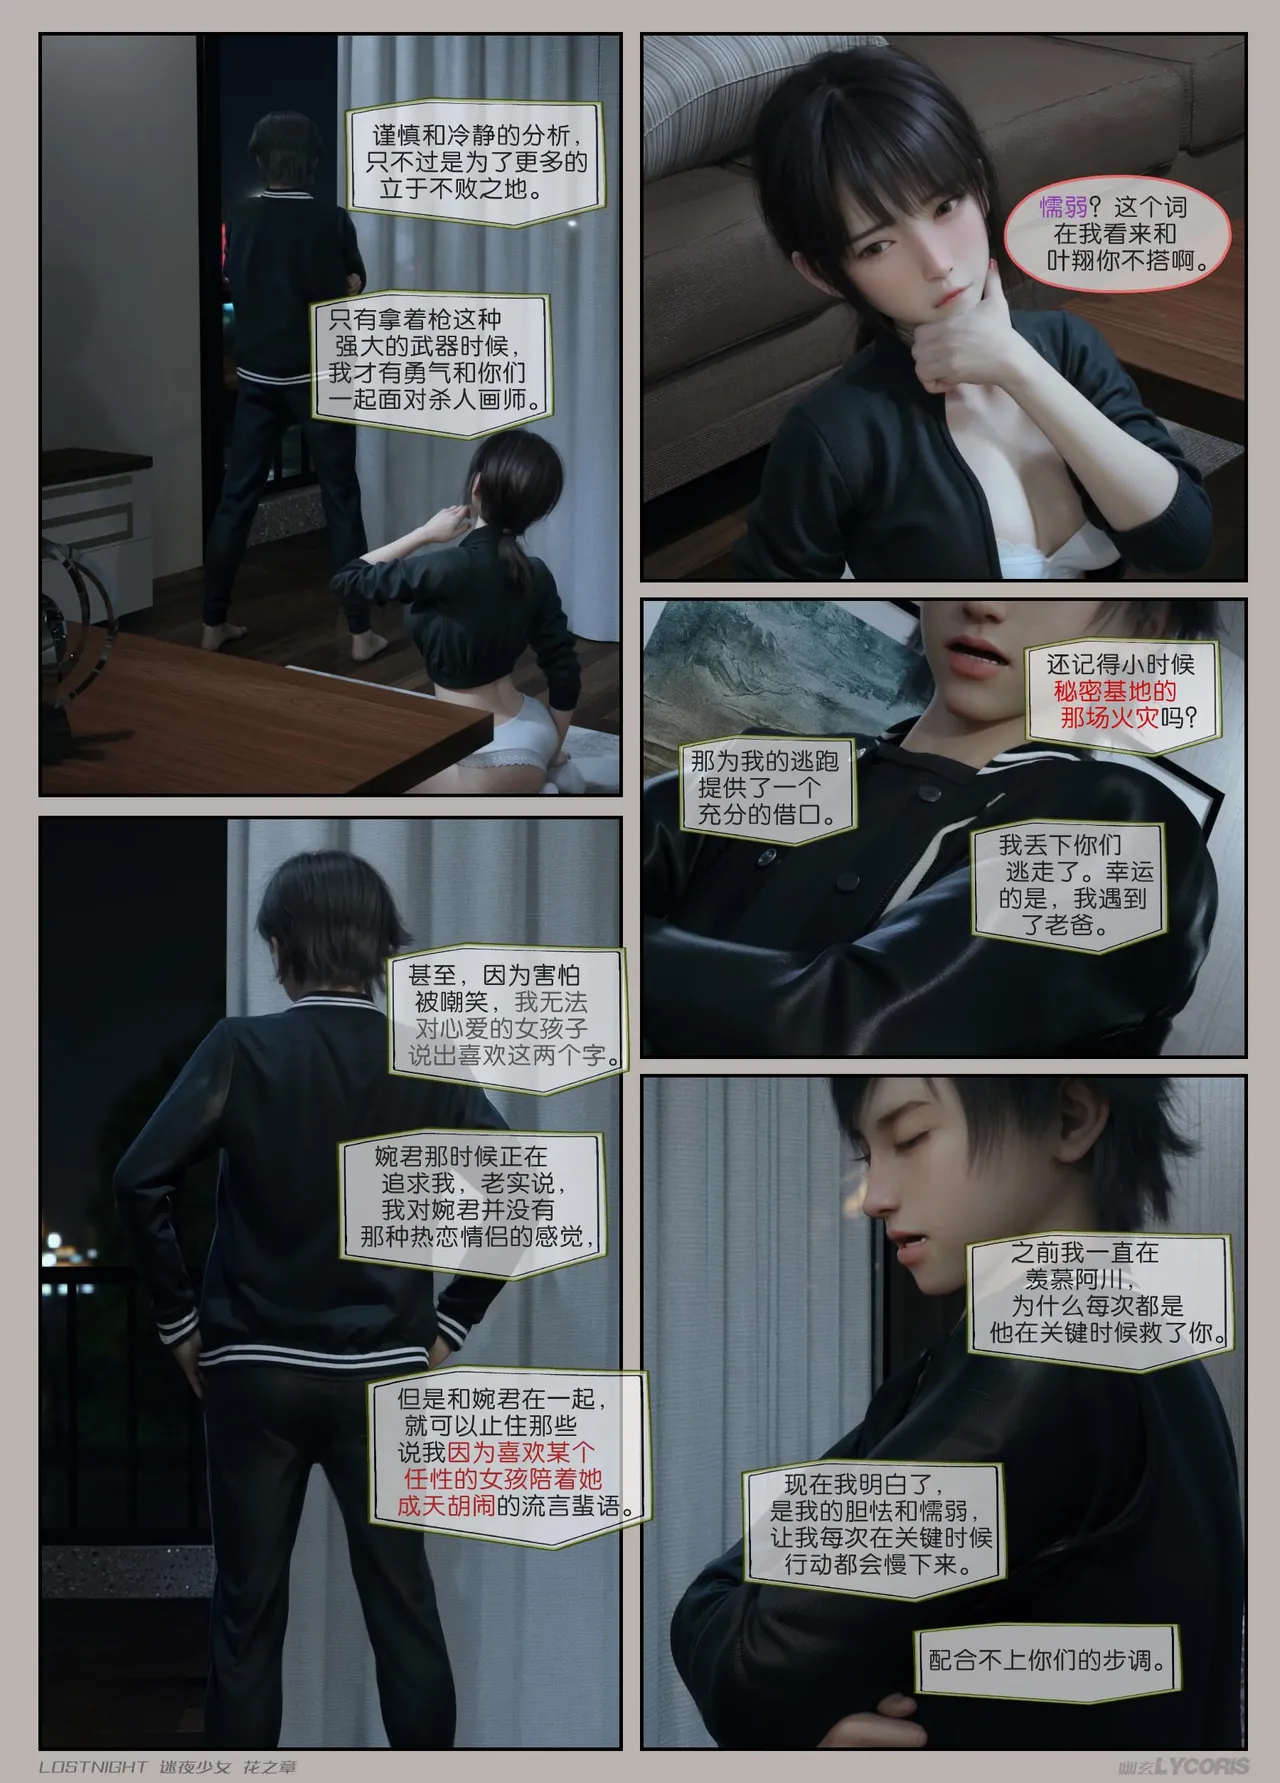 谨慎和冷静的分析，
只不过是为了更多的
立于不败之地。
只有拿着枪这种
强大的武器时候，
我才有勇气和你们
一起面对杀人画师。
懦弱？这个词
在我看来和
叶翔你不搭啊。
还记得小时候
秘密基地的
那场火灾吗？
那为我的逃跑
提供了一个
充分的借口。
我丢下你们
逃走了。幸运
的是，我遇到
了老爸。
甚至，因为害怕
被嘲笑，我无法
对心爱的女孩子
说出喜欢这两个字。
婉君那时候正在
追求我，老实说，
我对婉君并没有
那种热恋情侣的感觉，
但是和婉君在一起，
就可以止住那些
说我因为喜欢某个
任性的女孩陪着她
成天胡闹的流言蜚语。
之前我一直在
羡慕阿川，
为什么每次都是
他在关键时候救了你。
现在我明白了，
是我的胆怯和懦弱，
让我每次在关键时候
行动都会慢下来。
配合不上你们的步调。
LOSTNIGHT 迷夜少女 花之章
幽玄LYCORIS